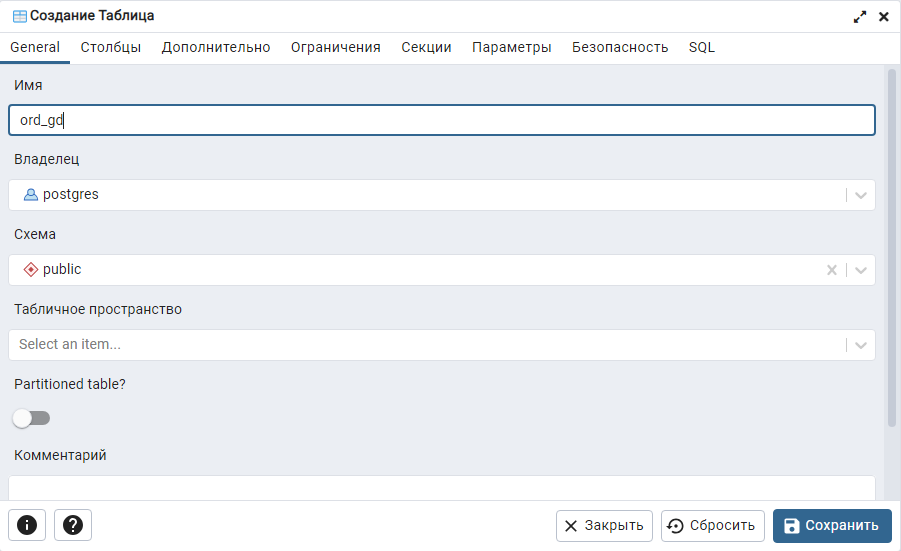 Создание Таблица
General Столбцы Дополнительно Ограничения Секции Параметры Безопасность SQL
Имя
ord_gd
Владелец
postgres
Схема
public
Табличное пространство
Select an item...
Partitioned table?
Комментарий
Закрыть Сбросить Сохранить